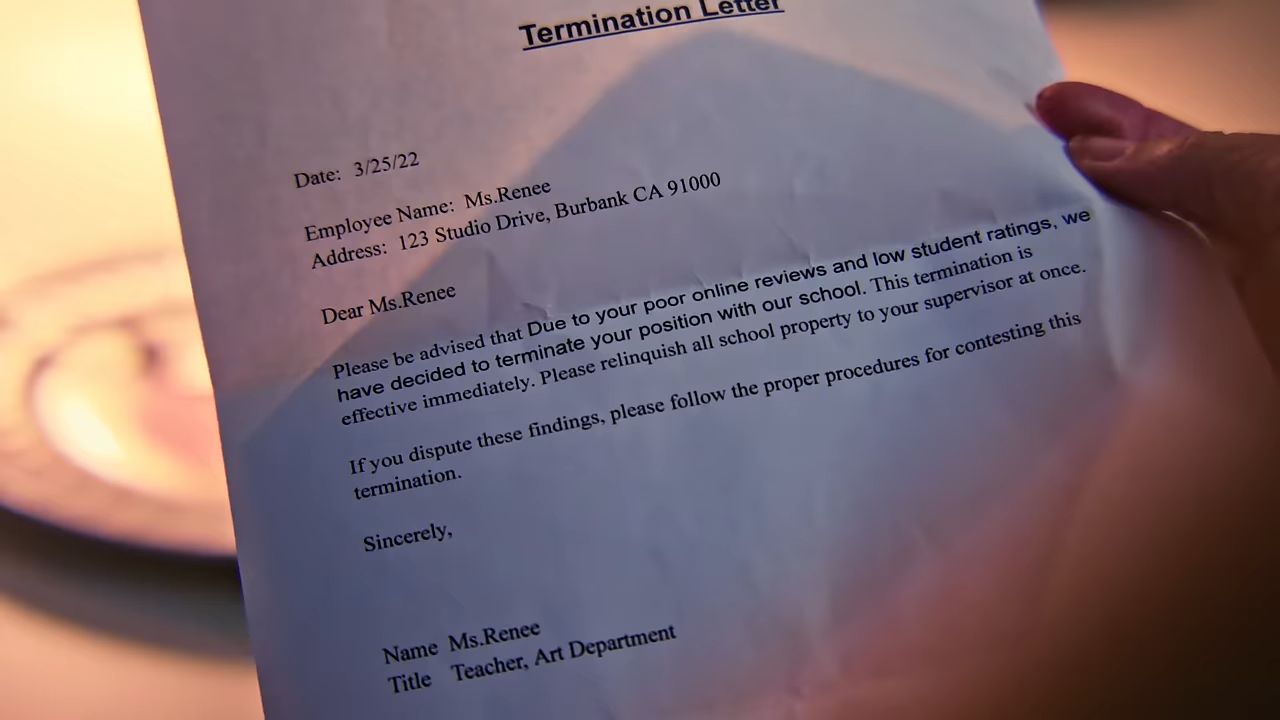 Termination Letter
Date: 3/25/22
Employee Name: Ms.Renee
Address: 123 Studio Drive, Burbank CA 91000
Dear Ms.Renee
Please be advised that Due to your poor online reviews and low student ratings, we
have decided to terminate your position with our school. This termination is
effective immediately. Please relinquish all school property to your supervisor at once.
If you dispute these findings, please follow the proper procedures for contesting this
termination.
Sincerely,
Name Ms.Renee
Title Teacher, Art Department